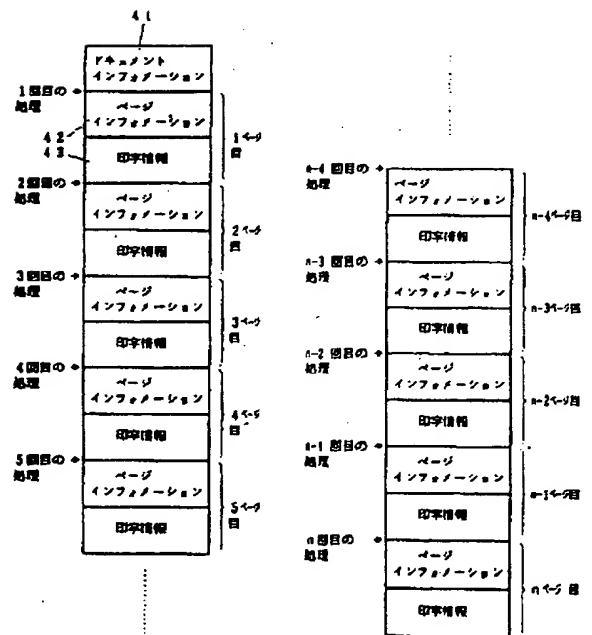 41
ドキュメント
インフォメーション
1回目の
処理
ページ
インフォメーション
42
43
印字情報
1ページ
目
2回目の
処理
ページ
インフォメーション
印字情報
2ページ
目
3回目の
処理
ページ
インフォメーション
印字情報
3ページ
目
4回目の
処理
ページ
インフォメーション
印字情報
4ページ
目
5回目の
処理
ページ
インフォメーション
印字情報
5ページ
目
n-4 回目の
処理
ページ
インフォメーション
印字情報
n-4ページ目
n-3 回目の
処理
ページ
インフォメーション
印字情報
n-3ページ目
n-2 回目の
処理
ページ
インフォメーション
印字情報
n-2ページ目
n-1 回目の
処理
ページ
インフォメーション
印字情報
n-1ページ目
n回目の
処理
ページ
インフォメーション
印字情報
nページ目